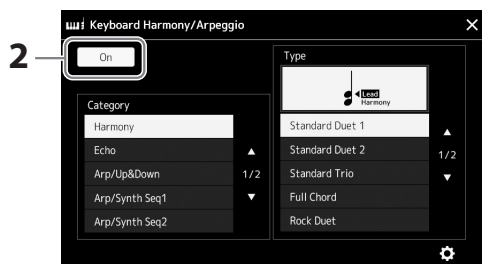 Keyboard Harmony/Arpeggio
2
On
Category
Harmony
Echo
Arp/Up&Down
Arp/Synth Seq1
Arp/Synth Seq2
1/2
Type
Lead
Harmony
Standard Duet 1
Standard Duet 2
Standard Trio
Full Chord
Rock Duet
1/2